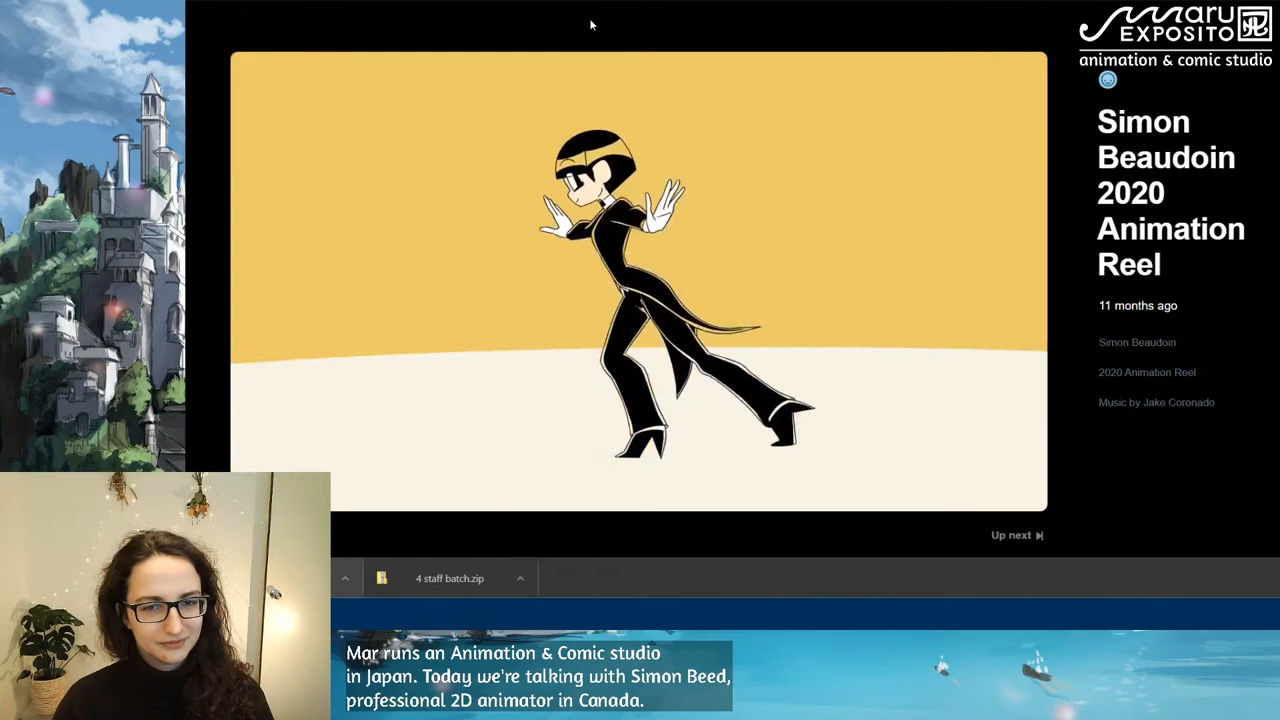 maru
EXPOSITO
animation & comic studio
Simon
Beaudoin
2020
Animation
Reel
11 months ago
Simon Beaudoin
2020 Animation Reel
Music by Jake Coronado
Up next
4 staff batch.zip
Mar runs an Animation & Comic studio
in Japan. Today we're talking with Simon Beed,
professional 2D animator in Canada.